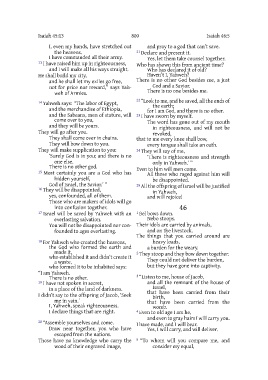 Isaiah 45:13
800
Isaiah 46:5
I, even my hands, have stretched out
the heavens;
I have commanded all their army.
13 I have raised him up in righteousness,
and I will make all his ways straight.
He shall build my city,
and he shall let my exiles go free,
not for price nor reward,” says Yah-
weh of Armies.
14 Yahweh says: “The labor of Egypt,
and the merchandise of Ethiopia,
and the Sabeans, men of stature, will
come over to you,
and they will be yours.
They will go after you.
They shall come over in chains.
They will bow down to you.
They will make supplication to you:
‘Surely God is in you; and there is no
one else.
There is no other god.
15 Most certainly you are a God who has
hidden yourself,
God of Israel, the Savior.’”
16 They will be disappointed,
yes, confounded, all of them.
Those who are makers of idols will go
into confusion together.
17 Israel will be saved by Yahweh with an
everlasting salvation.
You will not be disappointed nor con-
founded to ages everlasting.
18 For Yahweh who created the heavens,
the God who formed the earth and
made it,
who established it and didn’t create it
a waste,
who formed it to be inhabited says:
“I am Yahweh.
There is no other.
19 I have not spoken in secret,
in a place of the land of darkness.
I didn’t say to the offspring of Jacob, ‘Seek
me in vain.’
I, Yahweh, speak righteousness.
I declare things that are right.
20 “Assemble yourselves and come.
Draw near together, you who have
escaped from the nations.
Those have no knowledge who carry the
wood of their engraved image,
and pray to a god that can’t save.
21 Declare and present it.
Yes, let them take counsel together.
Who has shown this from ancient time?
Who has declared it of old?
Haven’t I, Yahweh?
There is no other God besides me, a just
God and a Savior.
There is no one besides me.
22 “Look to me, and be saved, all the ends of
the earth;
for I am God, and there is no other.
23 I have sworn by myself.
The word has gone out of my mouth
in righteousness, and will not be
revoked,
that to me every knee shall bow,
every tongue shall take an oath.
24 They will say of me,
‘There is righteousness and strength
only in Yahweh.’”
Even to him will men come.
All those who raged against him will
be disappointed.
25 All the offspring of Israel will be justified
in Yahweh,
and will rejoice!
46
1 Bel bows down.
Nebo stoops.
Their idols are carried by animals,
and on the livestock.
The things that you carried around are
heavy loads,
a burden for the weary.
2 They stoop and they bow down together.
They could not deliver the burden,
but they have gone into captivity.
3 “Listen to me, house of Jacob,
and all the remnant of the house of
Israel,
that have been carried from their
birth,
that have been carried from the
womb.
4 Even to old age I am he,
and even to gray hairs I will carry you.
I have made, and I will bear.
Yes, I will carry, and will deliver.
5 “To whom will you compare me, and
consider my equal,